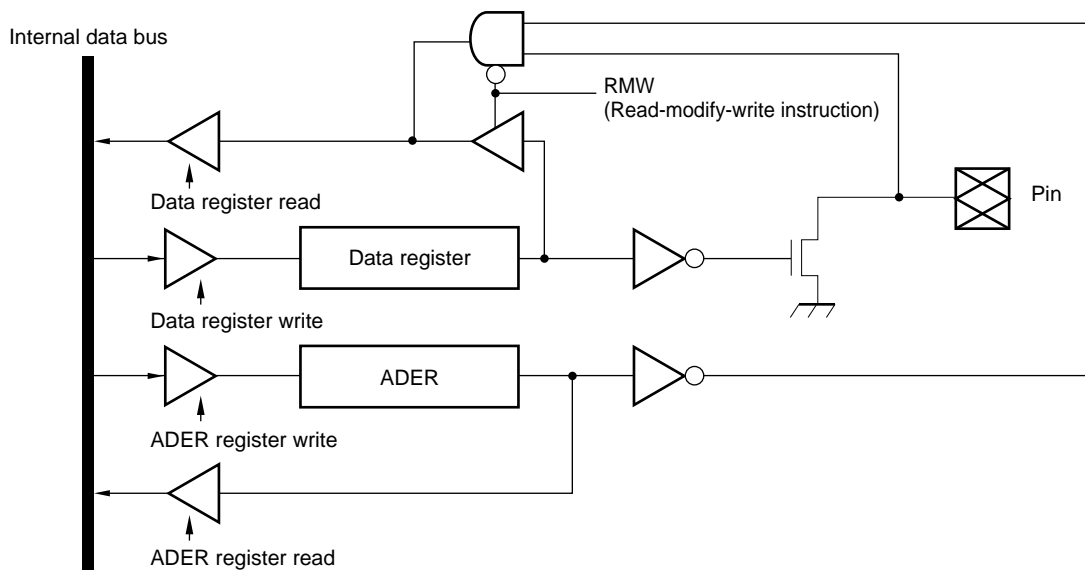 Internal data bus
RMW
(Read-modify-write instruction)
Data register read
Pin
Data register
Data register write
ADER
ADER register write
ADER register read